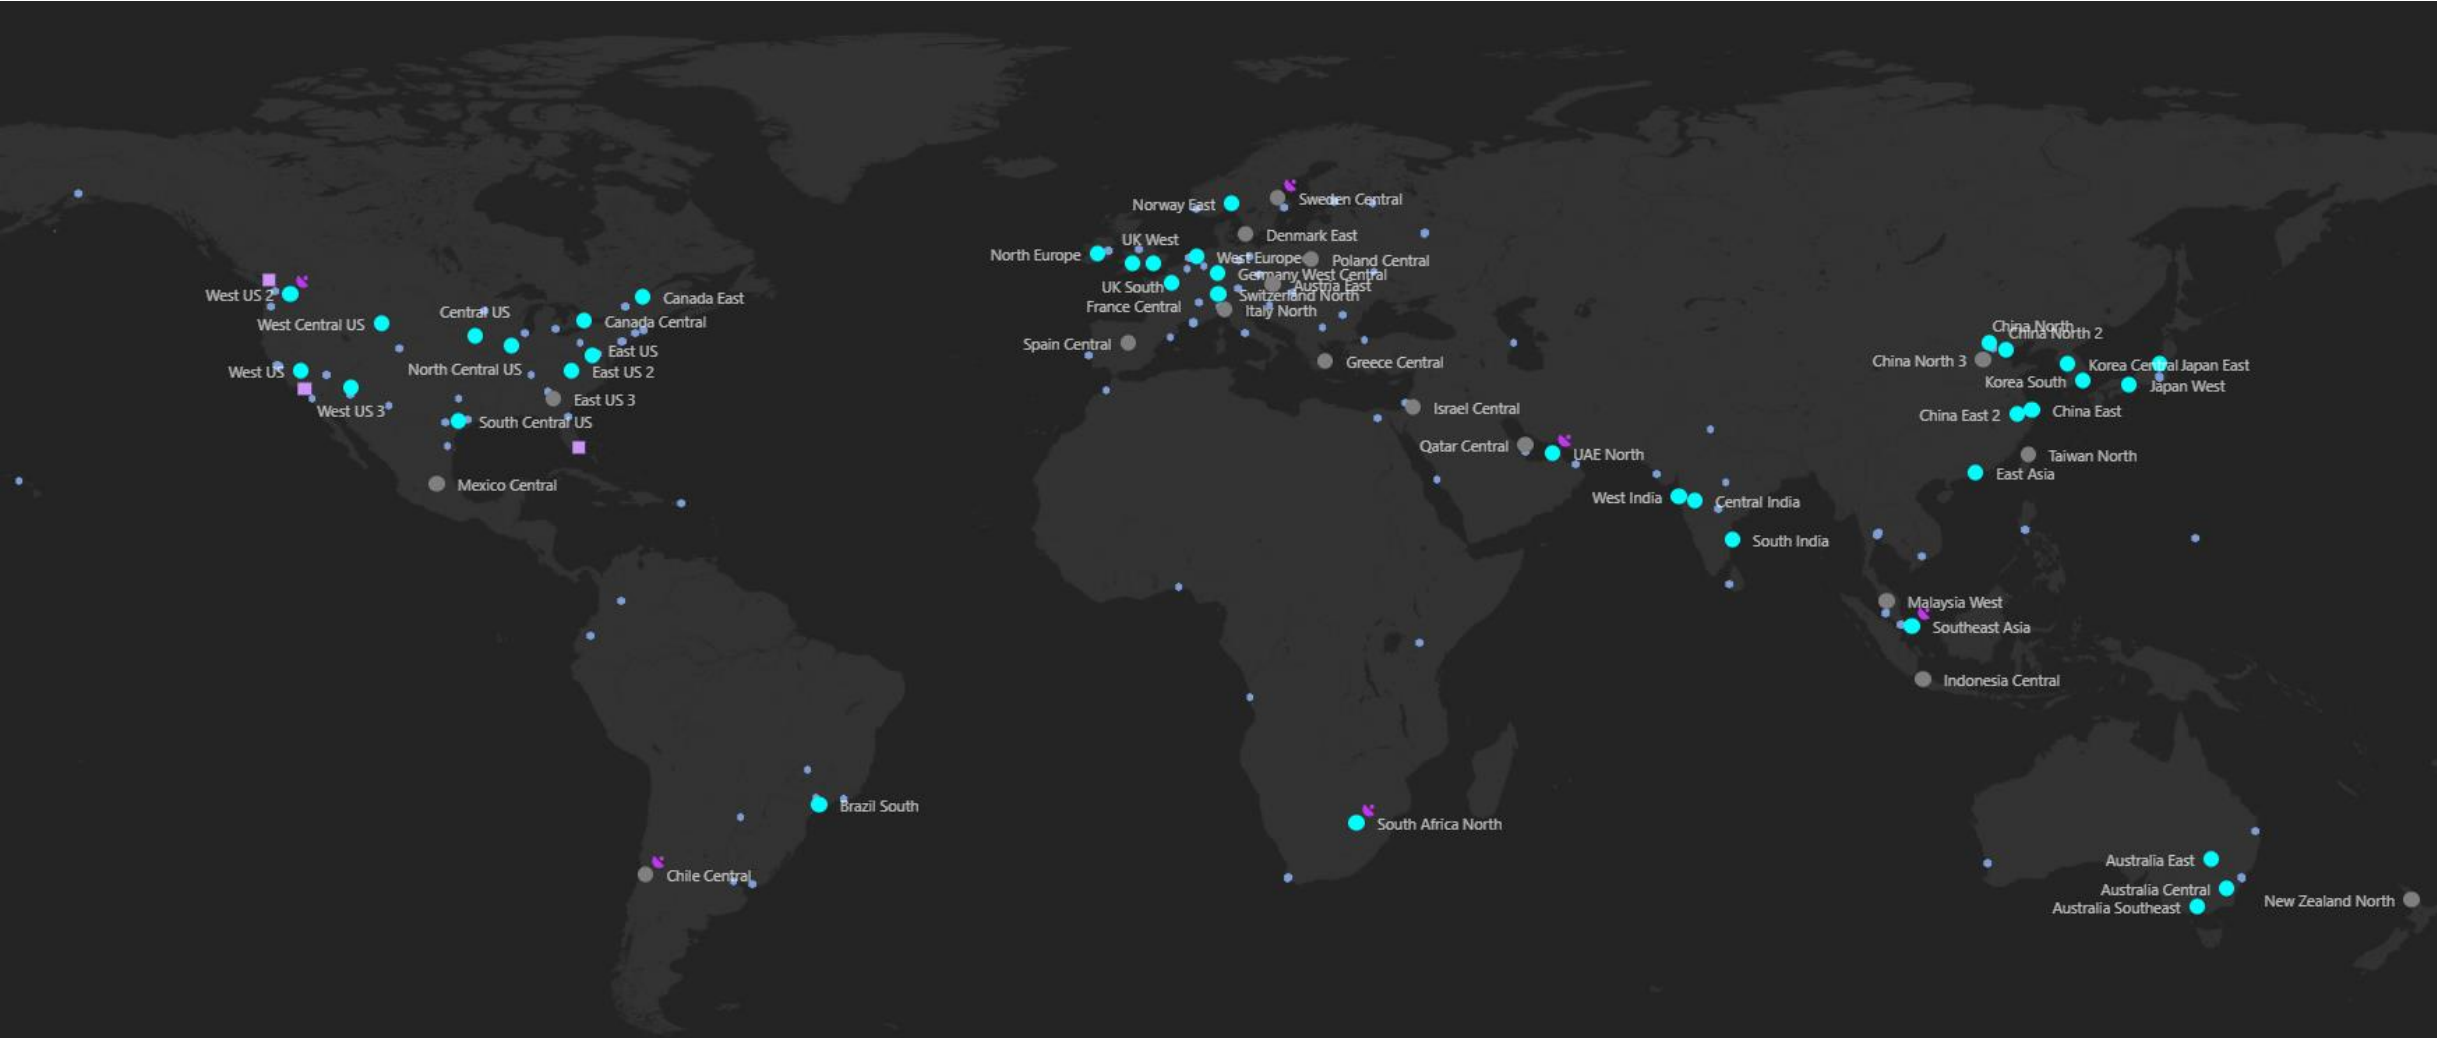 Norway East
Sweden Central
Denmark East
UK West
North Europe
West Europe
Poland Central
Germany West Central
UK South
Austria East
Switzerland North
France Central
Italy North
Spain Central
Greece Central
West US 2
Canada East
Central US
West Central US
Canada Central
East US
North Central US
West US
East US 2
East US 3
West US 3
South Central US
Mexico Central
China North
China North 2
China North 3
Korea Central
Japan East
Korea South
Japan West
China East 2
China East
Israel Central
Qatar Central
UAE North
Taiwan North
East Asia
West India
Central India
South India
Malaysia West
Southeast Asia
Indonesia Central
Brazil South
South Africa North
Chile Central
Australia East
Australia Central
Australia Southeast
New Zealand North